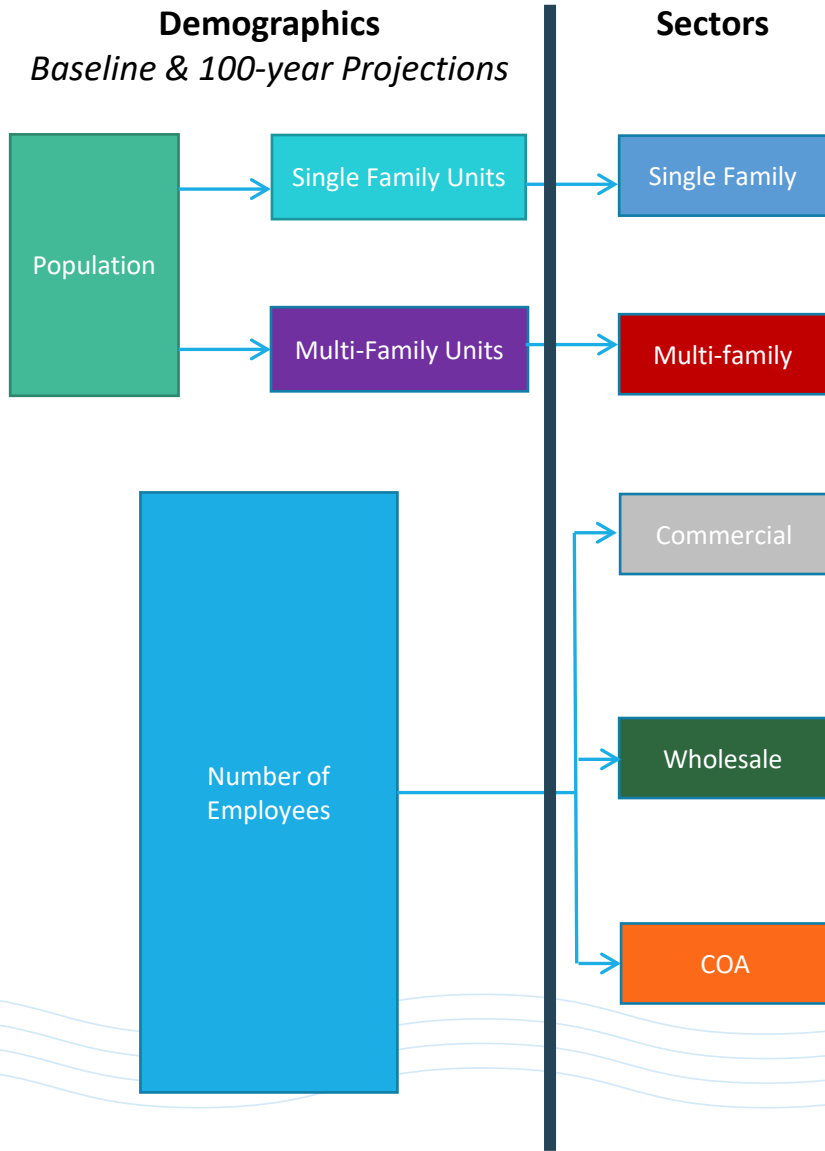 Demographics
Baseline & 100-year Projections
Sectors
Population
Single Family Units
Single Family
Multi-Family Units
Multi-family
Number of
Employees
Commercial
Wholesale
COA